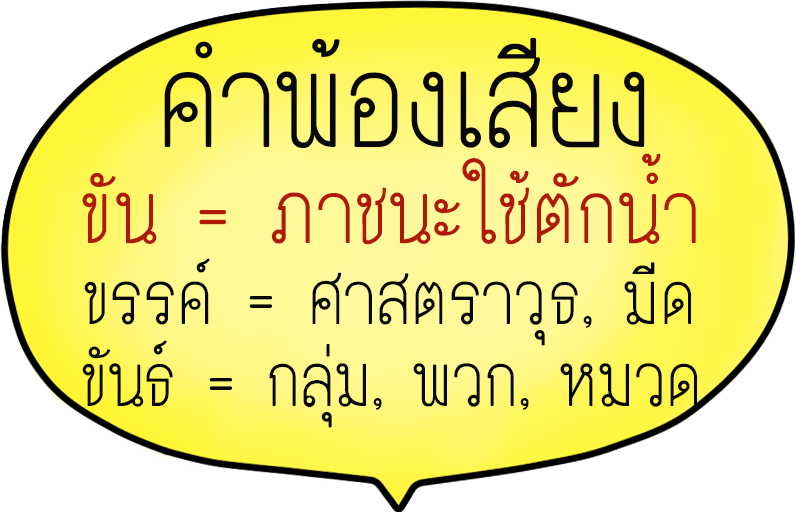 คำพ้องเสียง
ขัน = ภาชนะใช้ตักน้ำ
ขรรค์ = ศาสตราวุธ, มีด
ขันธ์ = กลุ่ม, พวก, หมวด